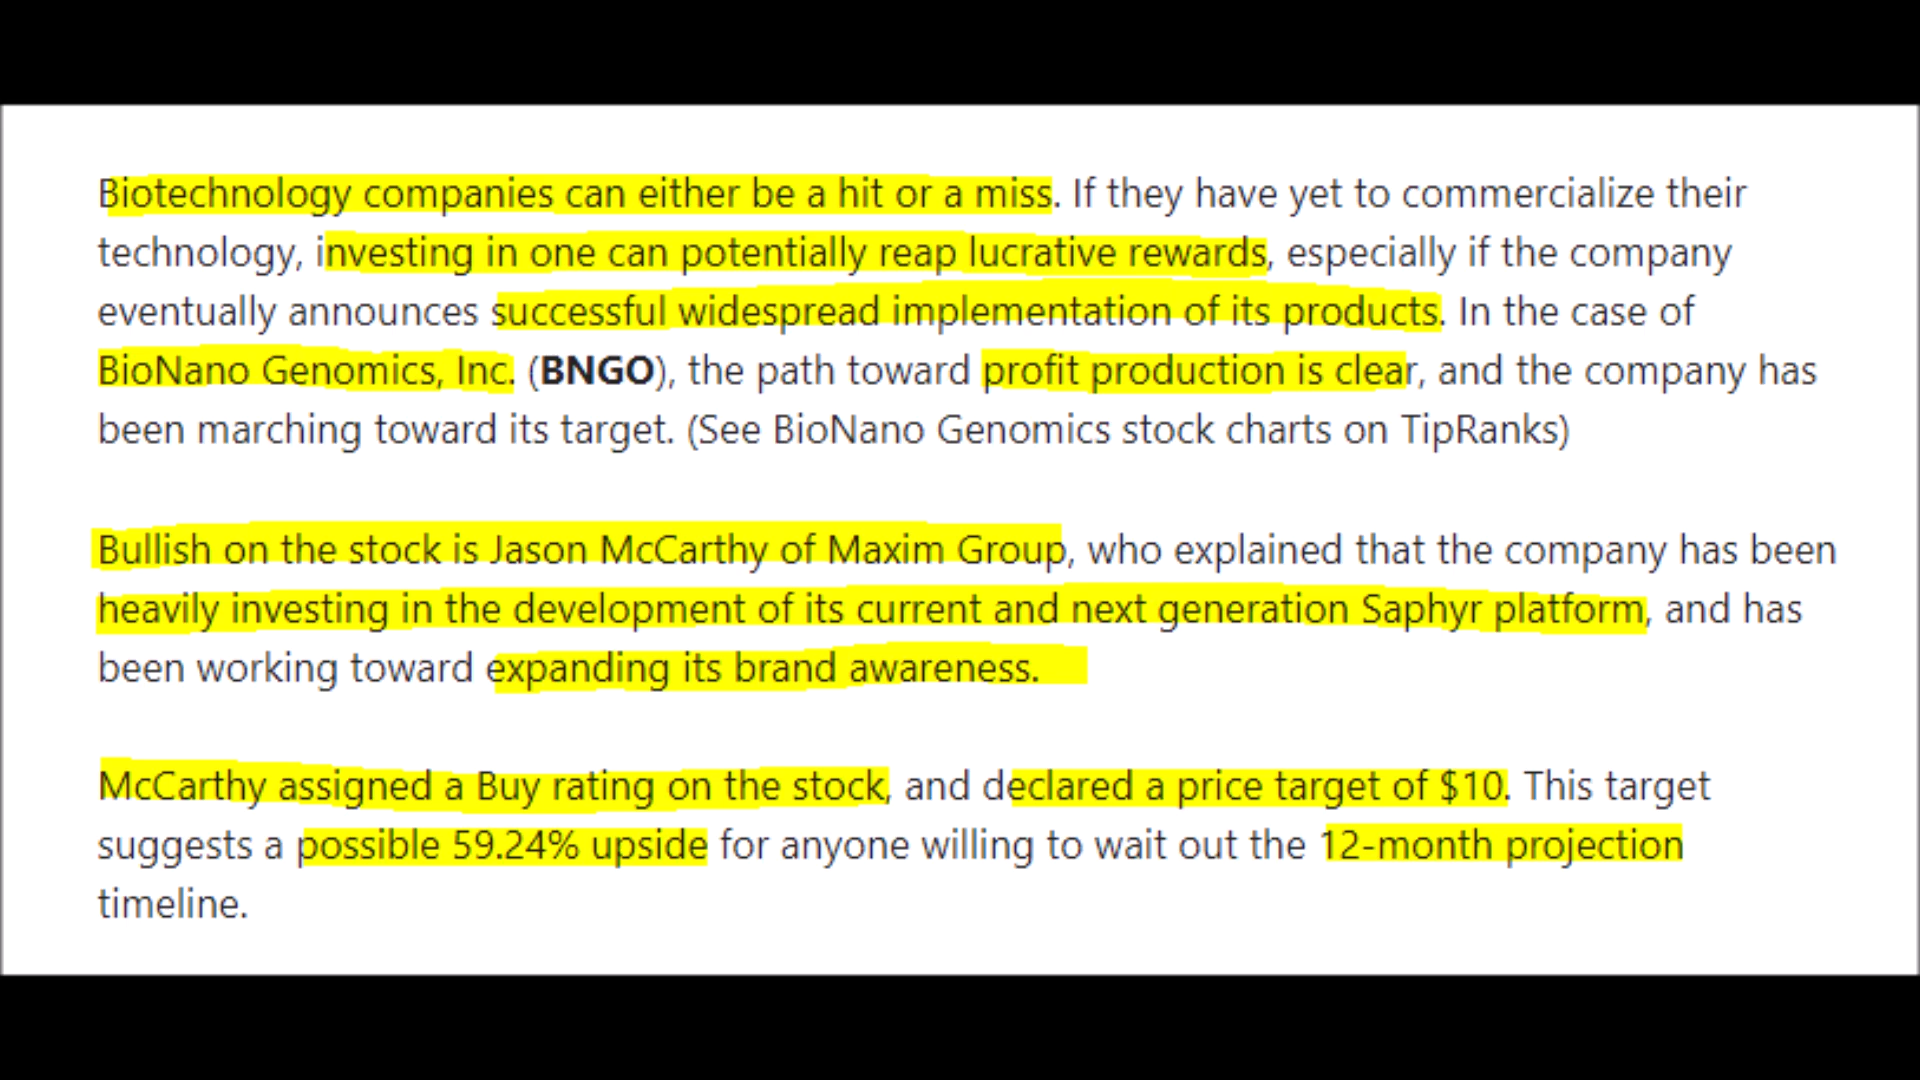 Biotechnology companies can either be a hit or a miss. If they have yet to commercialize their
technology, investing in one can potentially reap lucrative rewards, especially if the company
eventually announces successful widespread implementation of its products. In the case of
BioNano Genomics, Inc. (BNGO), the path toward profit production is clear, and the company has
been marching toward its target. (See BioNano Genomics stock charts on TipRanks)
Bullish on the stock is Jason McCarthy of Maxim Group, who explained that the company has been
heavily investing in the development of its current and next generation Saphyr platform, and has
been working toward expanding its brand awareness.
McCarthy assigned a Buy rating on the stock, and declared a price target of $10. This target
suggests a possible 59.24% upside for anyone willing to wait out the 12-month projection
timeline.